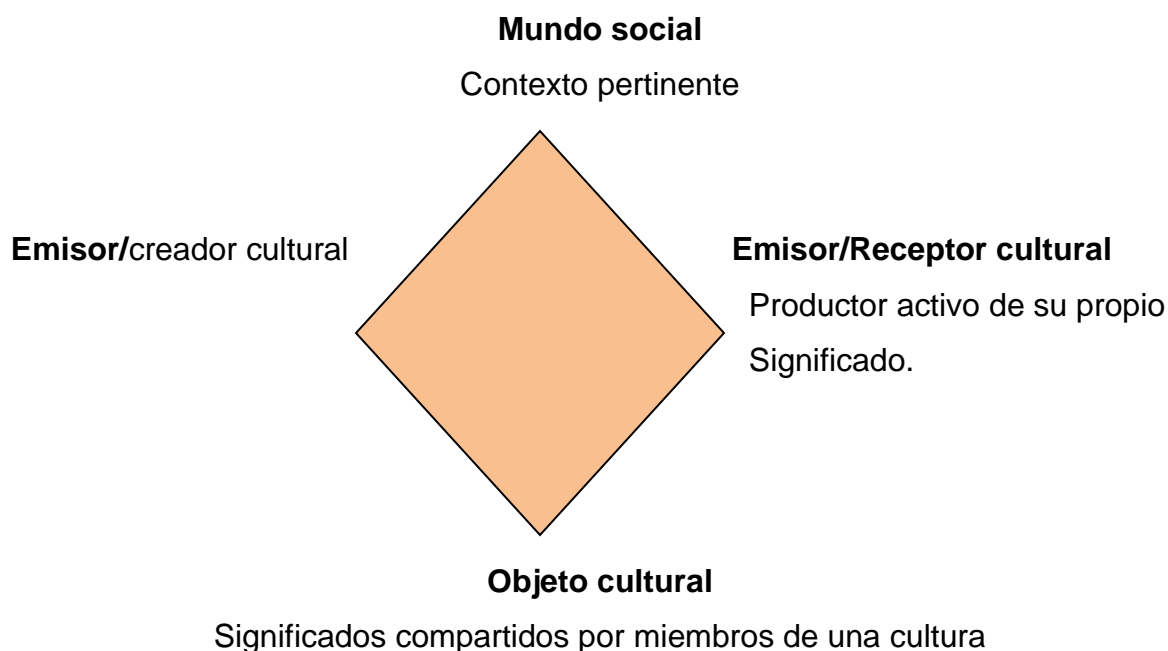 Mundo social
Contexto pertinente
Emisor/creador cultural
Emisor/Receptor cultural
Productor activo de su propio
Significado.
Objeto cultural
Significados compartidos por miembros de una cultura